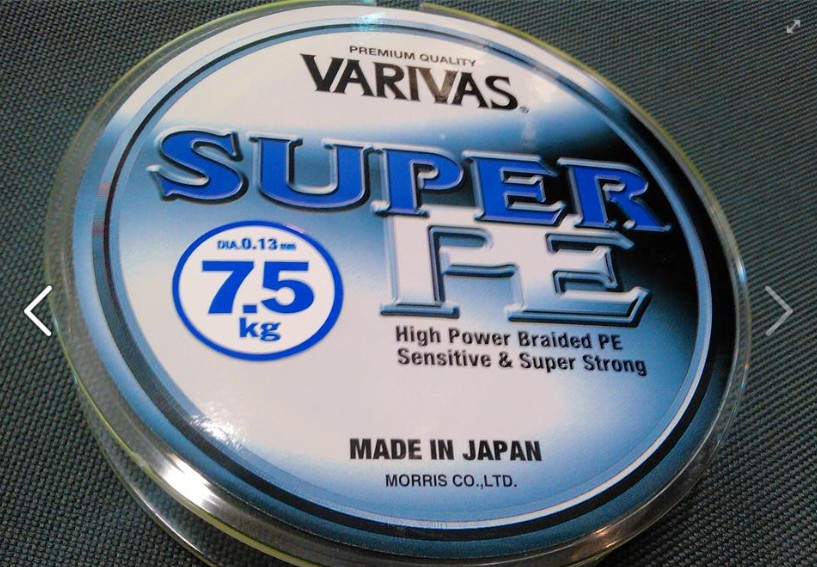 PREMIUM QUALITY
VARIVAS®
SUPER
PE
DIA.0.13mm
7.5
kg
High Power Braided PE
Sensitive & Super Strong
MADE IN JAPAN
MORRIS CO.,LTD.